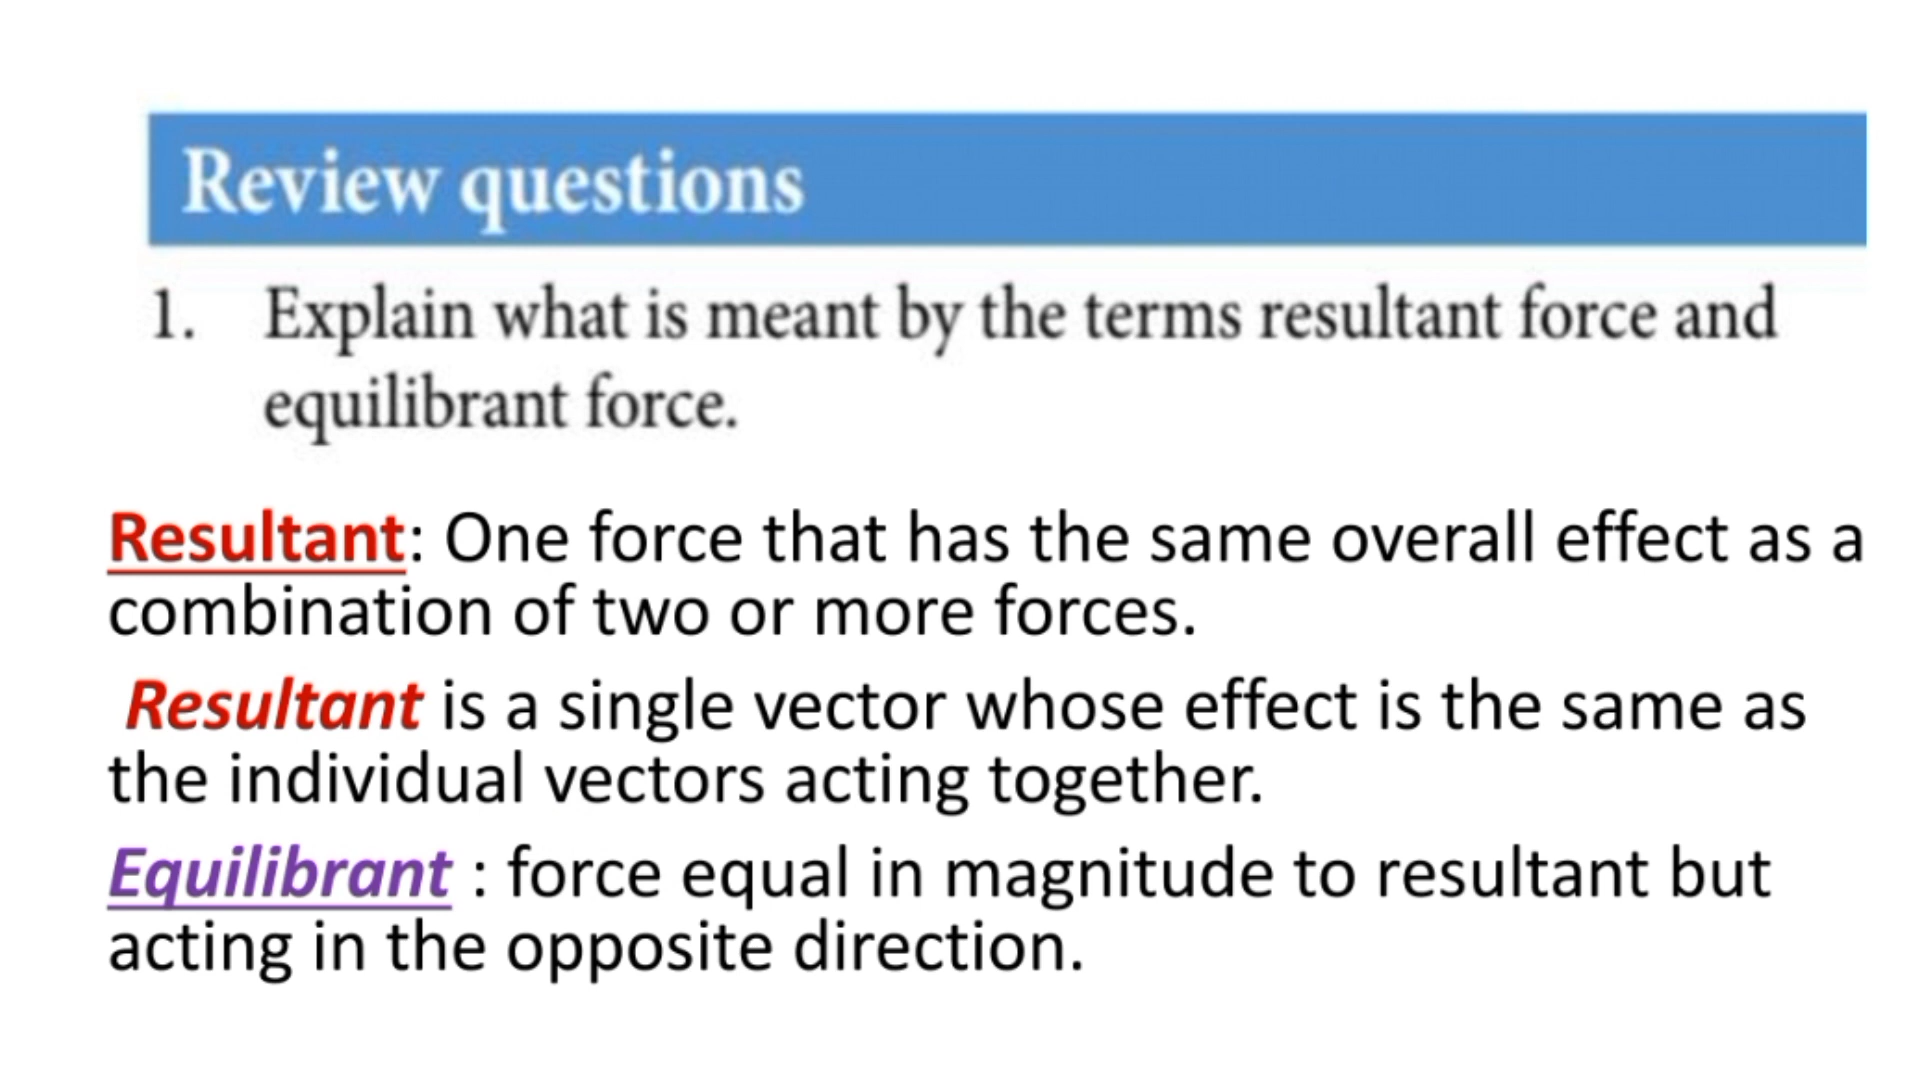 Review questions
1. Explain what is meant by the terms resultant force and
equilibrant force.
Resultant: One force that has the same overall effect as a
combination of two or more forces.
Resultant is a single vector whose effect is the same as
the individual vectors acting together.
Equilibrant : force equal in magnitude to resultant but
acting in the opposite direction.